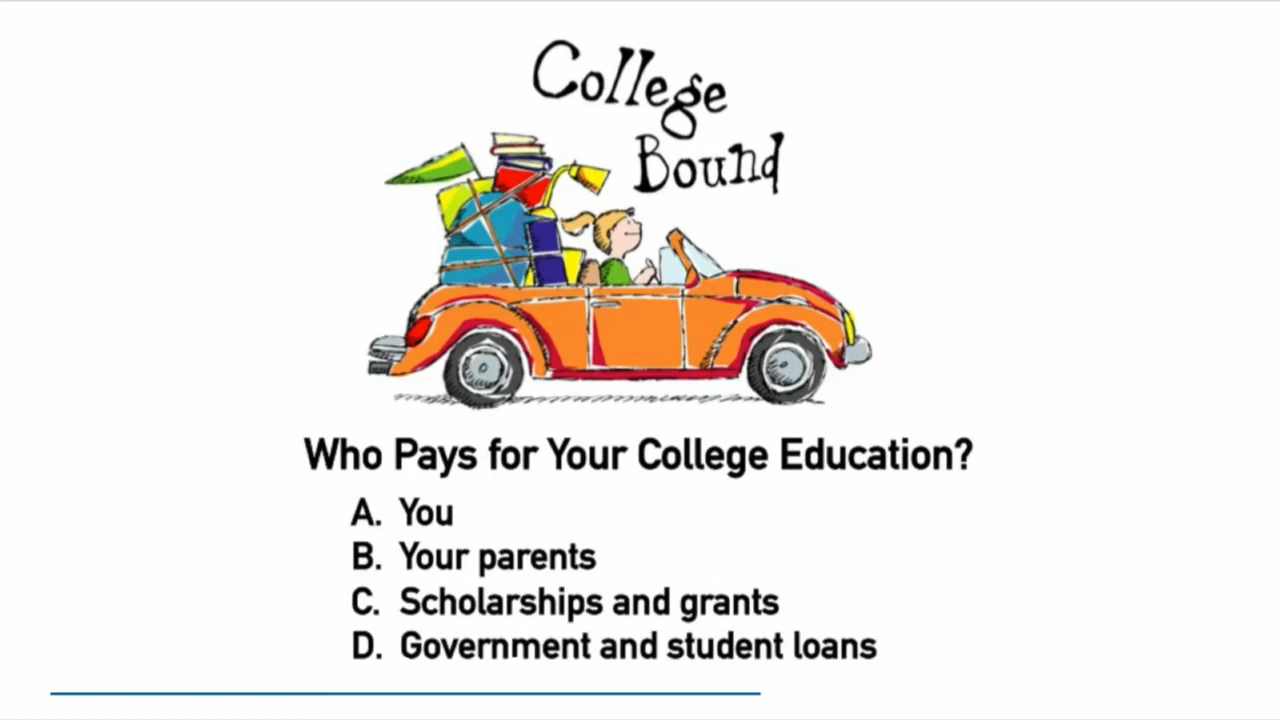 College
Bound
Who Pays for Your College Education?
A. You
B. Your parents
C. Scholarships and grants
D. Government and student loans